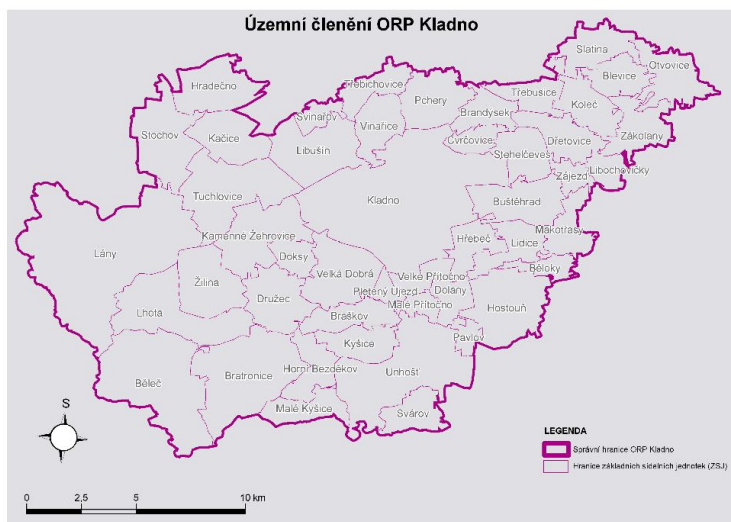 Územní členění ORP Kladno
Slatina
Otvovice
Blevice
Hradečno
Třebichovice
Pchery
Třebusice
Koleč
Svinařov
Brandýsek
Vinařice
Stochov
Kačice
Cvrčovice
Dřetovice
Zákolany
Libušín
Stehelčeves
Libochovičky
Zájezd
Tuchlovice
Kladno
Buštěhrad
Makotřasy
Kamenné Žehrovice
Hřebeč
Lidice
Lány
Doksy
Běloky
Velká Dobrá
Velké Přítočno
Žilina
Pletený Újezd
Dolany
Družec
Malé Přítočno
Hostouň
Lhota
Braškov
Pavlov
Kyšice
Horní Bezděkov
Unhošť
Běleč
Bratronice
Malé Kyšice
Svárov
S
LEGENDA
Správní hranice ORP Kladno
Hranice základních sídelních jednotek (ZSJ)
0 2,5 5 10 km